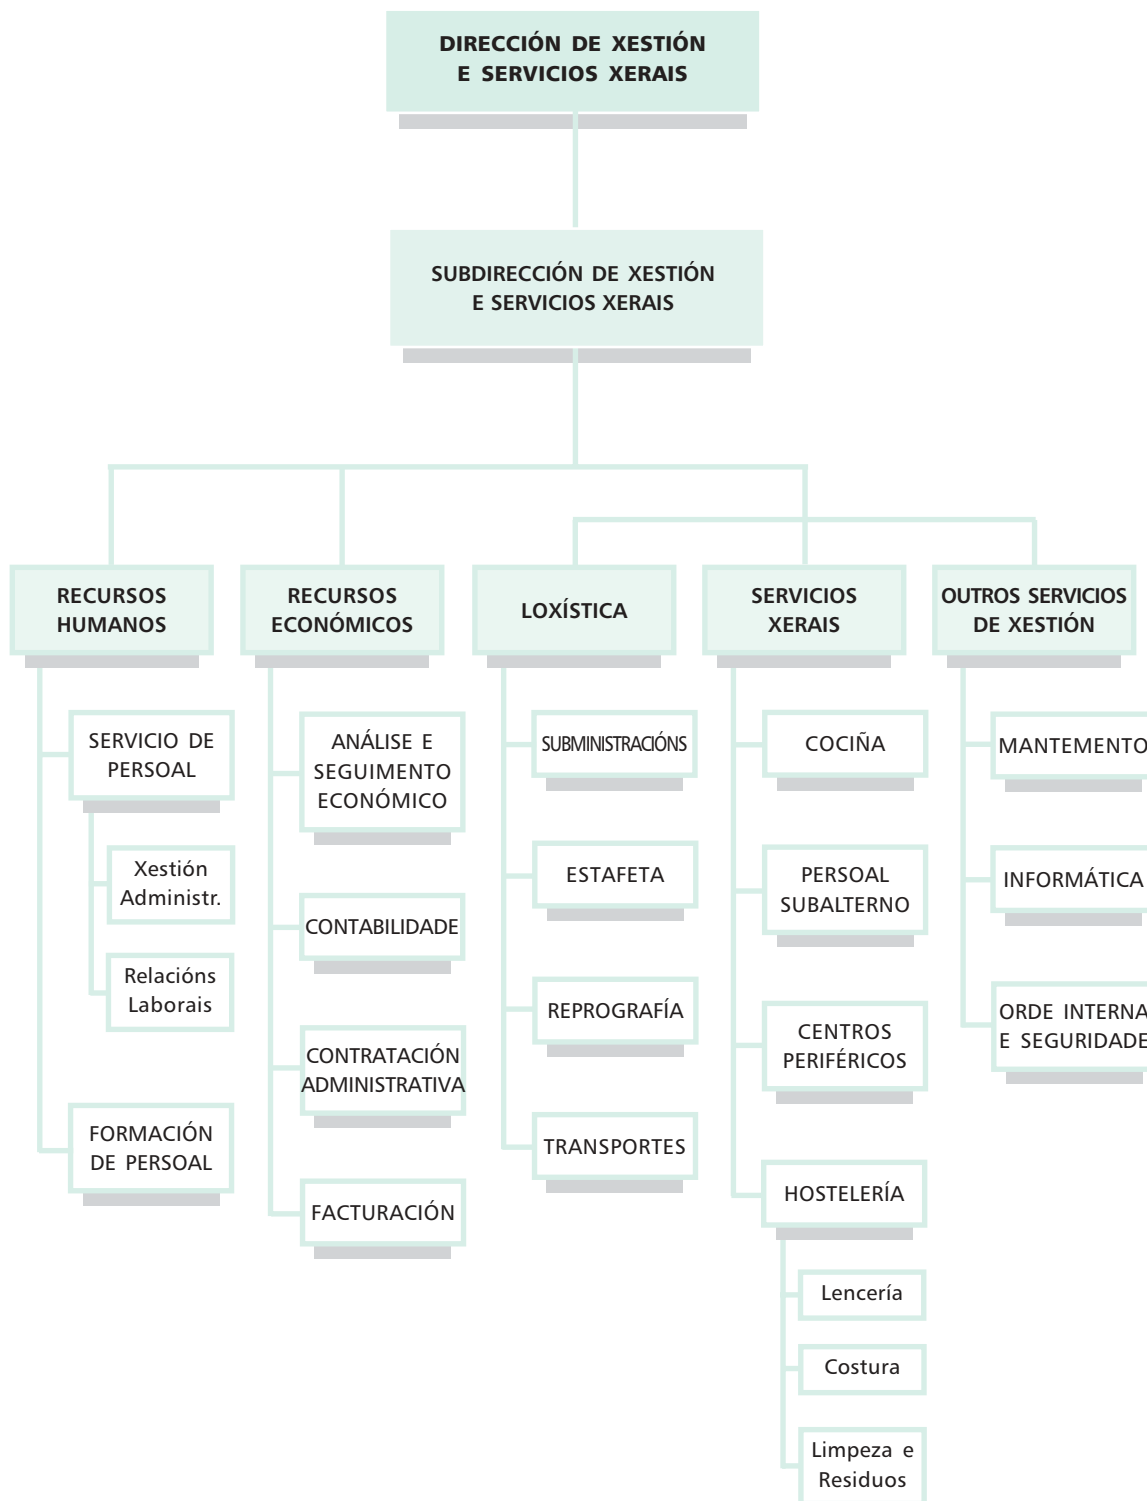 DIRECCIÓN DE XESTIÓN
E SERVICIOS XERAIS
SUBDIRECCIÓN DE XESTIÓN
E SERVICIOS XERAIS
RECURSOS
HUMANOS
SERVICIO DE
PERSOAL
Xestión
Administr.
Relacións
Laborais
FORMACIÓN
DE PERSOAL
RECURSOS
ECONÓMICOS
ANÁLISE E
SEGUIMENTO
ECONÓMICO
CONTABILIDADE
CONTRATACIÓN
ADMINISTRATIVA
FACTURACIÓN
LOXÍSTICA
SUBMINISTRACIÓNS
ESTAFETA
REPROGRAFÍA
TRANSPORTES
SERVICIOS
XERAIS
COCIÑA
PERSOAL
SUBALTERNO
CENTROS
PERIFÉRICOS
HOSTELERÍA
Lencería
Costura
Limpeza e
Residuos
OUTROS SERVICIOS
DE XESTIÓN
MANTEMENTO
INFORMÁTICA
ORDE INTERNA
E SEGURIDADE